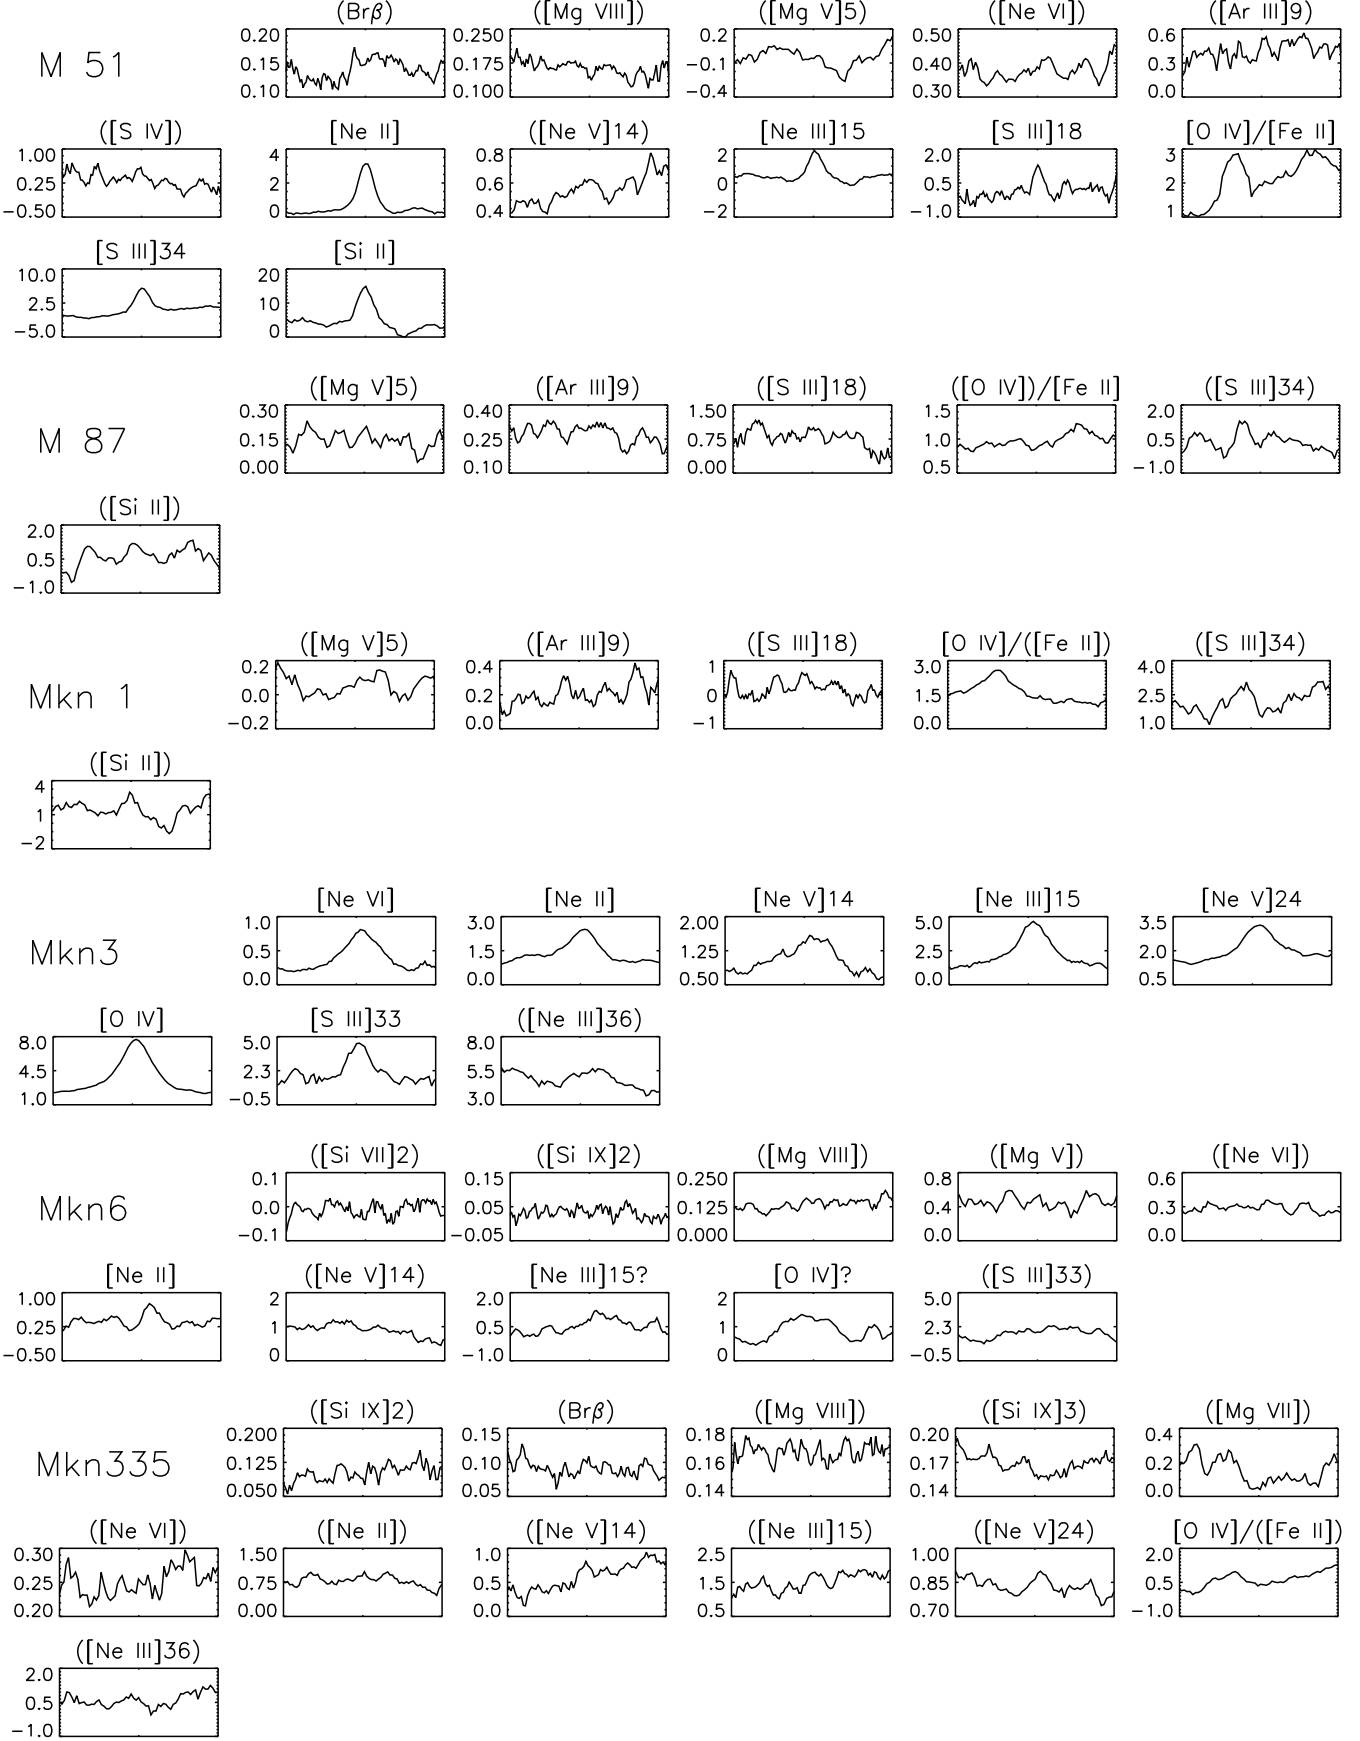 (Brβ) ([Mg VIII]) ([Mg V]5) ([Ne VI]) ([Ar III]9)
M 51
0.20 0.250 0.2 0.50 0.6
0.15 0.175 −0.1 0.40 0.3
0.10 0.100 −0.4 0.30 0.0
([S IV]) [Ne II] ([Ne V]14) [Ne III]15 [S III]18 [O IV]/[Fe II]
1.00 4 0.8 2 2.0 3
0.25 2 0.6 0 0.5 2
−0.50 0 0.4 −2 −1.0 1
[S III]34 [Si II]
10.0 20
2.5 10
−5.0 0
([Mg V]5) ([Ar III]9) ([S III]18) ([O IV])/[Fe II] ([S III]34)
M 87
0.30 0.40 1.50 1.5 2.0
0.15 0.25 0.75 1.0 0.5
0.00 0.10 0.00 0.5 −1.0
([Si II])
2.0
0.5
−1.0
([Mg V]5) ([Ar III]9) ([S III]18) [O IV]/([Fe II]) ([S III]34)
Mkn 1
0.2 0.4 1 3.0 4.0
0.0 0.2 0 1.5 2.5
−0.2 0.0 −1 0.0 1.0
([Si II])
4
1
−2
[Ne VI] [Ne II] [Ne V]14 [Ne III]15 [Ne V]24
Mkn3
1.0 3.0 2.00 5.0 3.5
0.5 1.5 1.25 2.5 2.0
0.0 0.0 0.50 0.0 0.5
[O IV] [S III]33 ([Ne III]36)
8.0 5.0 8.0
4.5 2.3 5.5
1.0 −0.5 3.0
([Si VII]2) ([Si IX]2) ([Mg VIII]) ([Mg V]) ([Ne VI])
Mkn6
0.1 0.15 0.250 0.8 0.6
0.0 0.05 0.125 0.4 0.3
−0.1 −0.05 0.000 0.0 0.0
[Ne II] ([Ne V]14) [Ne III]15? [O IV]? ([S III]33)
1.00 2 2.0 2 5.0
0.25 1 0.5 1 2.3
−0.50 0 −1.0 0 −0.5
([Si IX]2) (Brβ) ([Mg VIII]) ([Si IX]3) ([Mg VII])
Mkn335
0.200 0.15 0.18 0.20 0.4
0.125 0.10 0.16 0.17 0.2
0.050 0.05 0.14 0.14 0.0
([Ne VI]) ([Ne II]) ([Ne V]14) ([Ne III]15) ([Ne V]24) [O IV]/([Fe II])
0.30 1.50 1.0 2.5 1.00 2.0
0.25 0.75 0.5 1.5 0.85 0.5
0.20 0.00 0.0 0.5 0.70 −1.0
([Ne III]36)
2.0
0.5
−1.0